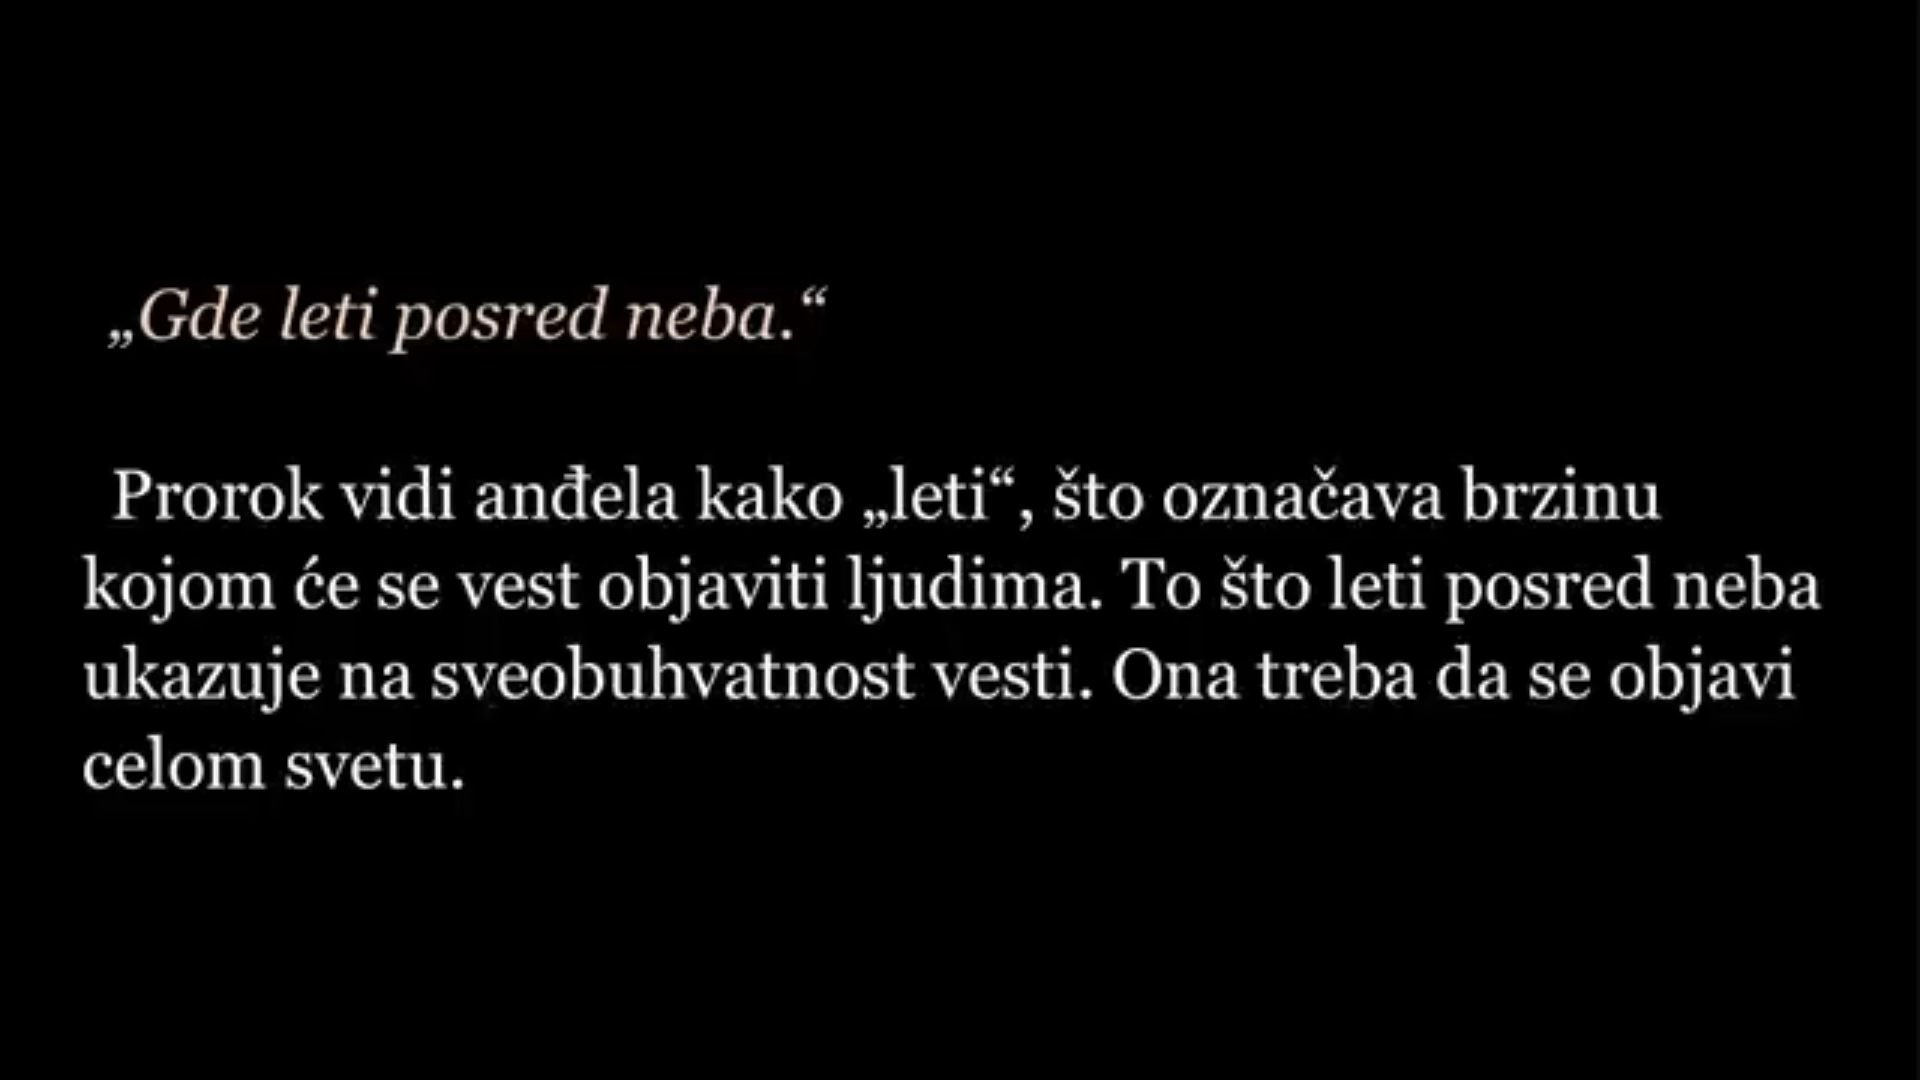 „Gde leti posred neba.“
Prorok vidi anđela kako „leti“, što označava brzinu
kojom će se vest objaviti ljudima. To što leti posred neba
ukazuje na sveobuhvatnost vesti. Ona treba da se objavi
celom svetu.